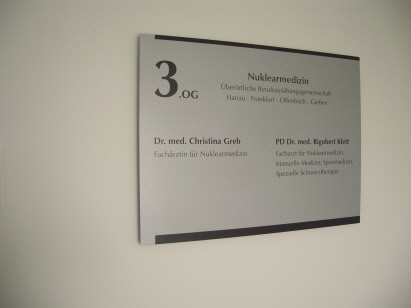 3.OG
Nuklearmedizin
Überörtliche Berufsausübungsgemeinschaft
Hanau - Frankfurt - Offenbach - Gießen
Dr. med. Christina Greh
Fachärztin für Nuklearmedizin
PD Dr. med. Rigobert Klett
Facharzt für Nuklearmedizin,
Manuelle Medizin, Sportmedizin,
Spezielle Schmerztherapie